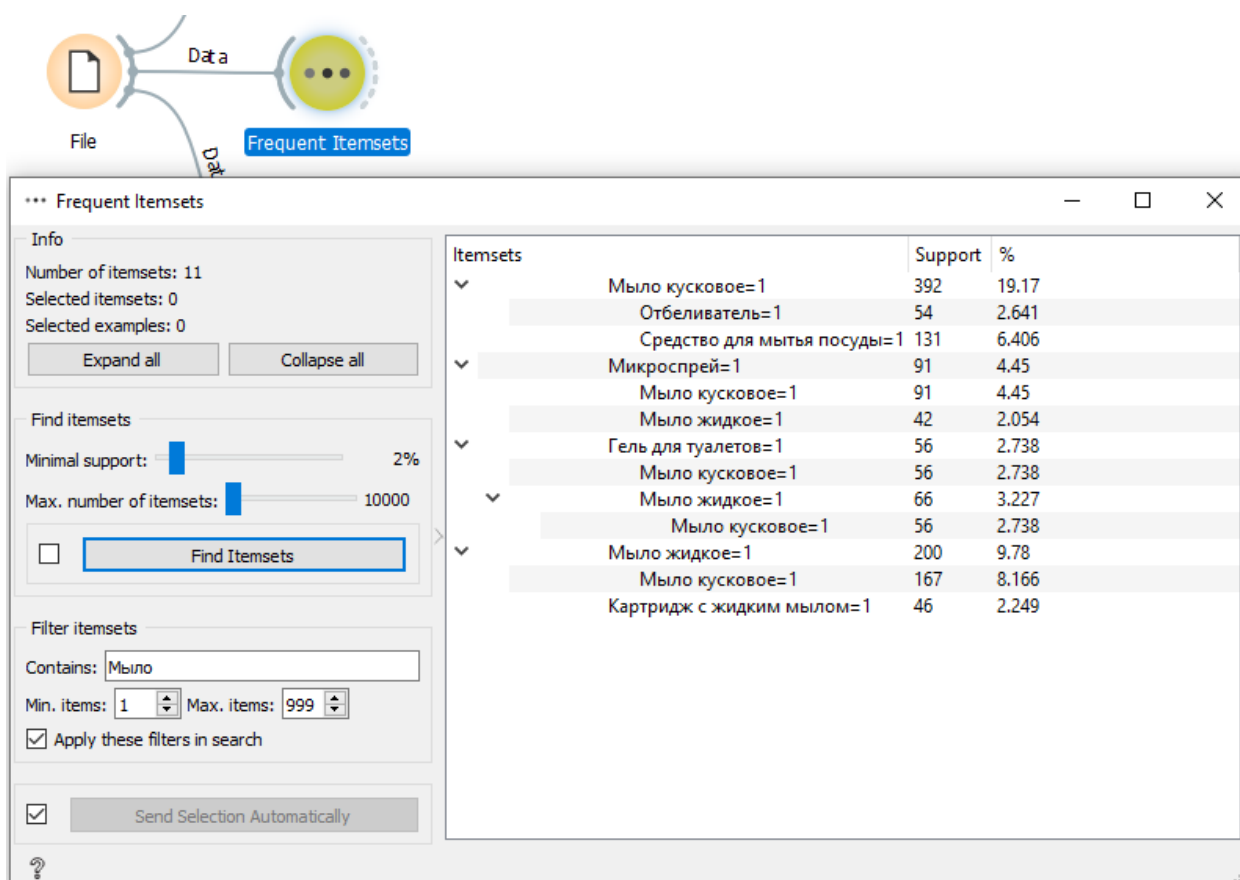 Data
File
Frequent Itemsets
Dat
Frequent Itemsets
Info
Number of itemsets: 11
Selected itemsets: 0
Selected examples: 0
Expand all Collapse all
Find itemsets
Minimal support: 2%
Max. number of itemsets: 10000
Find Itemsets
Filter itemsets
Contains: Мыло
Min. items: 1 Max. items: 999
Apply these filters in search
Send Selection Automatically
?
Itemsets Support %
Мыло кусковое=1 392 19.17
Отбеливатель=1 54 2.641
Средство для мытья посуды=1 131 6.406
Микроспрей=1 91 4.45
Мыло кусковое=1 91 4.45
Мыло жидкое=1 42 2.054
Гель для туалетов=1 56 2.738
Мыло кусковое=1 56 2.738
Мыло жидкое=1 66 3.227
Мыло кусковое=1 56 2.738
Мыло жидкое=1 200 9.78
Мыло кусковое=1 167 8.166
Картридж с жидким мылом=1 46 2.249